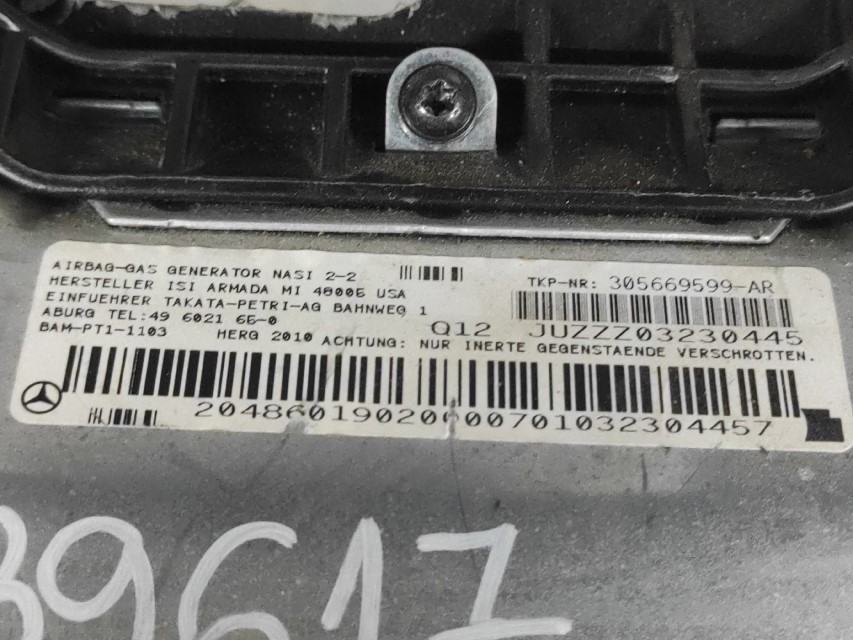 AIRBAG-GAS GENERATOR NASI 2-2
HERSTELLER ISI ARMADA MI 48005 USA
EINFUEHRER TAKATA-PETRI-AG BAHNWEG 1
ABURG TEL:49 6021 65-0
BAM-PT1-1103 HERG 2010 ACHTUNG: NUR INERTE GEGENSTAENDE VERSCHROTTEN.
TKP-NR: 305669599-AR
Q12 JUZZZ03230445
2048601902000701032304457
39617